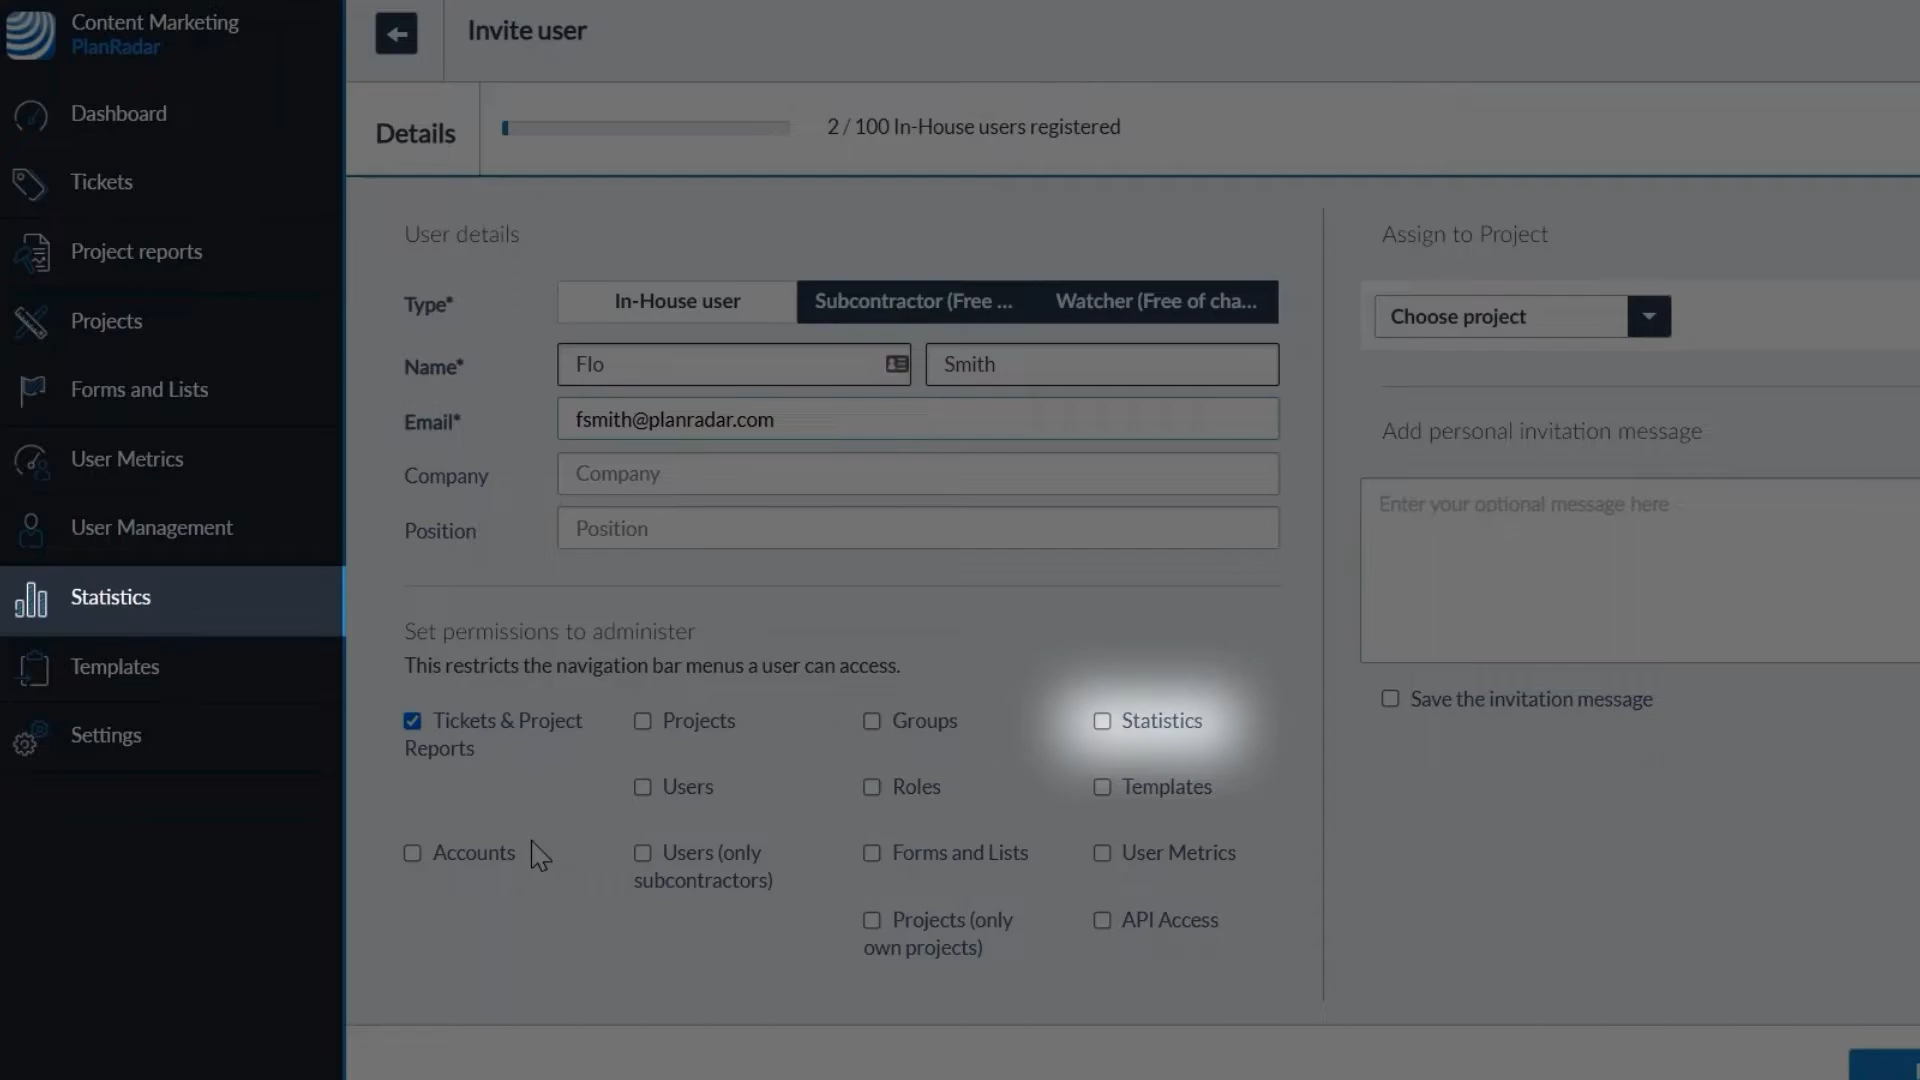 Content Marketing
PlanRadar
Dashboard
Tickets
Project reports
Projects
Forms and Lists
User Metrics
User Management
Statistics
Templates
Settings
Invite user
Details
2 / 100 In-House users registered
User details
Type*
In-House user
Subcontractor (Free ...
Watcher (Free of cha...
Name*
Flo
Smith
Email*
fsmith@planradar.com
Company
Company
Position
Position
Set permissions to administer
This restricts the navigation bar menus a user can access.
Tickets & Project
Reports
Projects
Groups
Statistics
Users
Roles
Templates
Accounts
Users (only
subcontractors)
Forms and Lists
User Metrics
Projects (only
own projects)
API Access
Assign to Project
Choose project
Add personal invitation message
Enter your optional message here
Save the invitation message